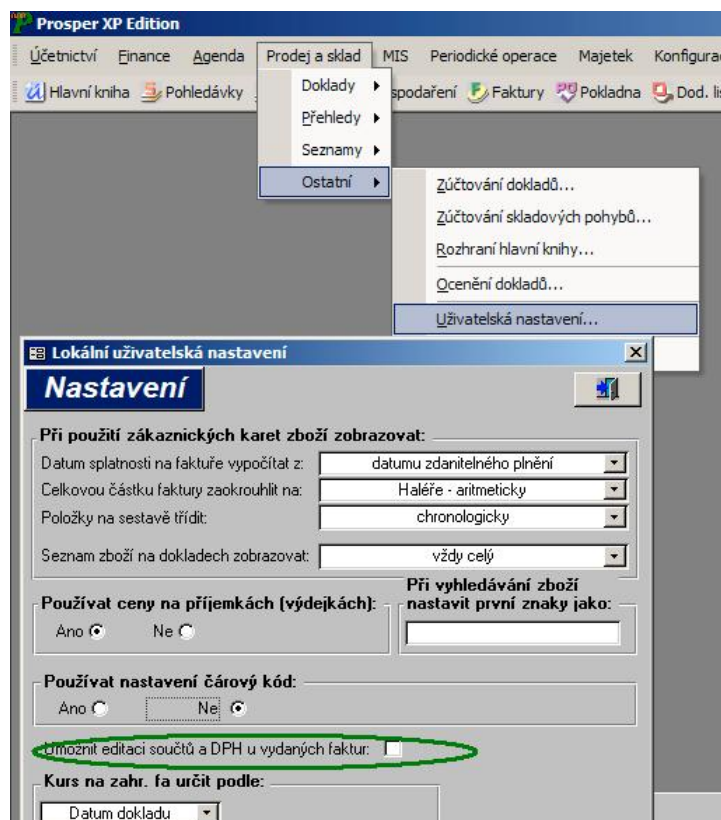 Prosper XP Edition
Účetnictví Finance Agenda Prodej a sklad MIS Periodické operace Majetek Konfigurac
Hlavní kniha Pohledávky spodaření Faktury Pokladna Dod. lis
Doklady
Přehledy
Seznamy
Ostatní
Zúčtování dokladů...
Zúčtování skladových pohybů...
Rozhraní hlavní knihy...
Ocenění dokladů...
Uživatelská nastavení...
Lokální uživatelská nastavení
Nastavení
Při použití zákaznických karet zboží zobrazovat:
Datum splatnosti na faktuře vypočítat z: datumu zdanitelného plnění
Celkovou částku faktury zaokrouhlit na: Haléře - aritmeticky
Položky na sestavě třídit: chronologicky
Seznam zboží na dokladech zobrazovat: vždy celý
Používat ceny na příjemkách (výdejkách):
Ano Ne
Při vyhledávání zboží
nastavit první znaky jako:
Používat nastavení čárový kód:
Ano Ne
Umožnit editaci součtů a DPH u vydaných faktur:
Kurs na zahr. fa určit podle:
Datum dokladu